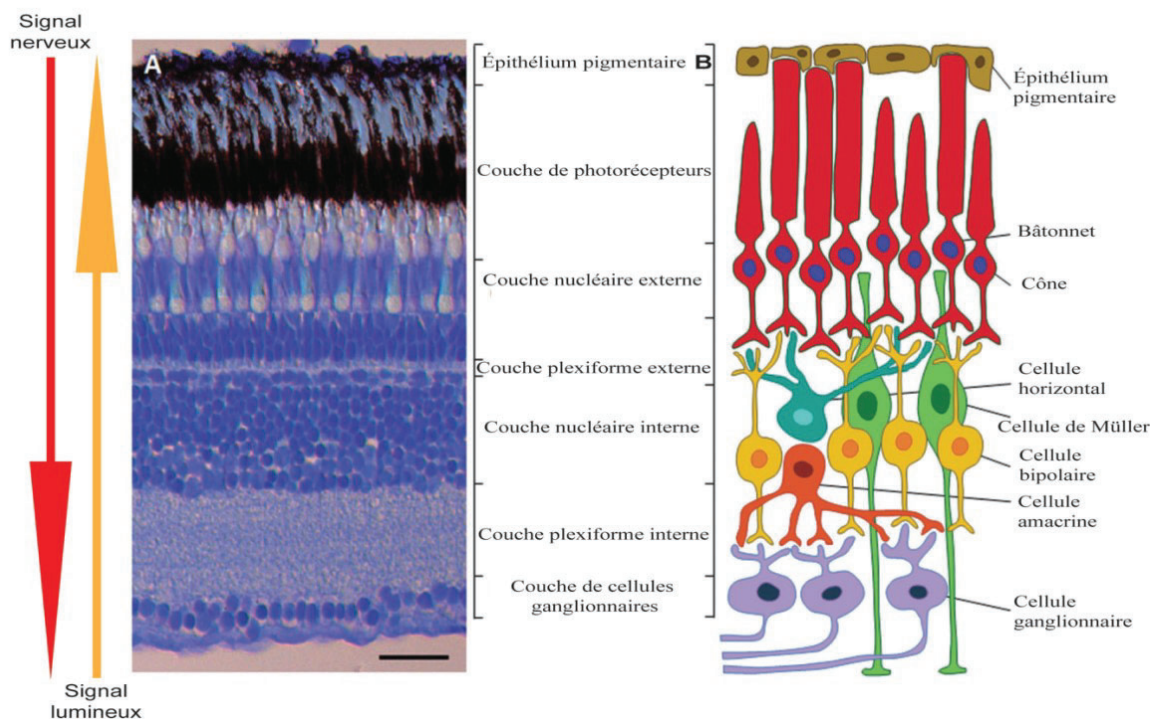 Signal
nerveux
A
Épithélium pigmentaire
B
Épithélium
pigmentaire
Couche de photorécepteurs
Bâtonnet
Couche nucléaire externe
Cône
Couche plexiforme externe
Cellule
horizontal
Couche nucléaire interne
Cellule de Müller
Cellule
bipolaire
Cellule
amacrine
Couche plexiforme interne
Couche de cellules
ganglionnaires
Cellule
ganglionnaire
Signal
lumineux